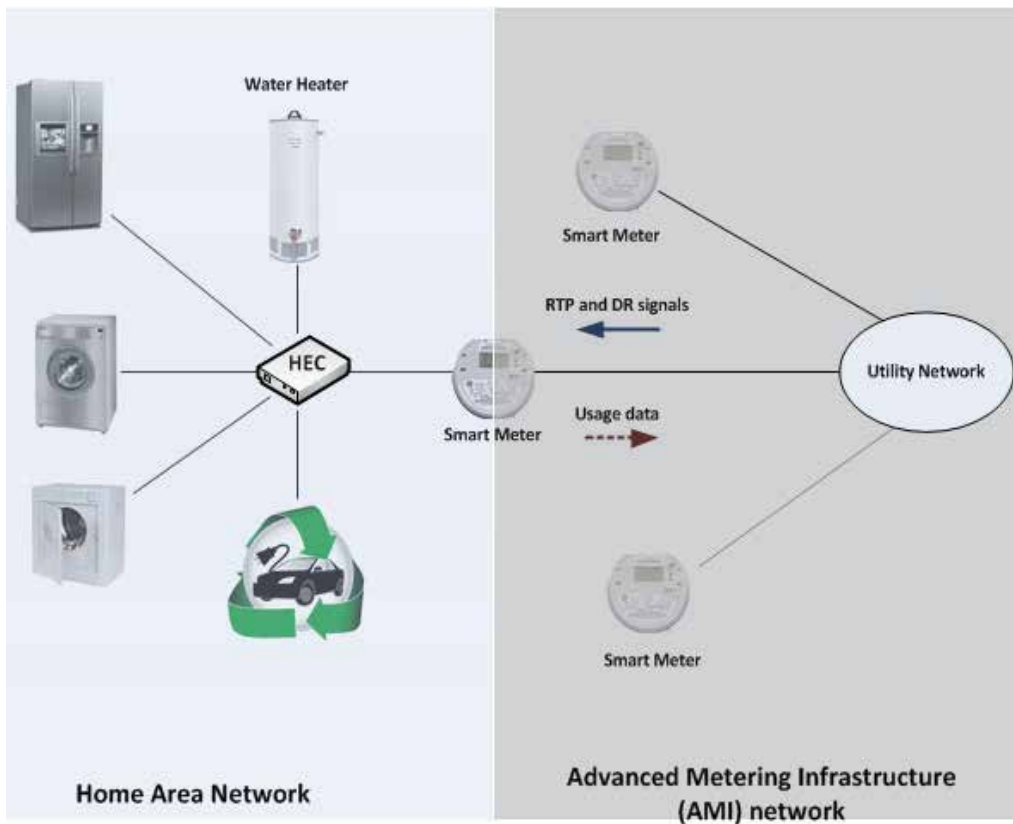 Water Heater
Smart Meter
RTP and DR signals
HEC
Utility Network
Usage data
Smart Meter
Smart Meter
Home Area Network
Advanced Metering Infrastructure
(AMI) network